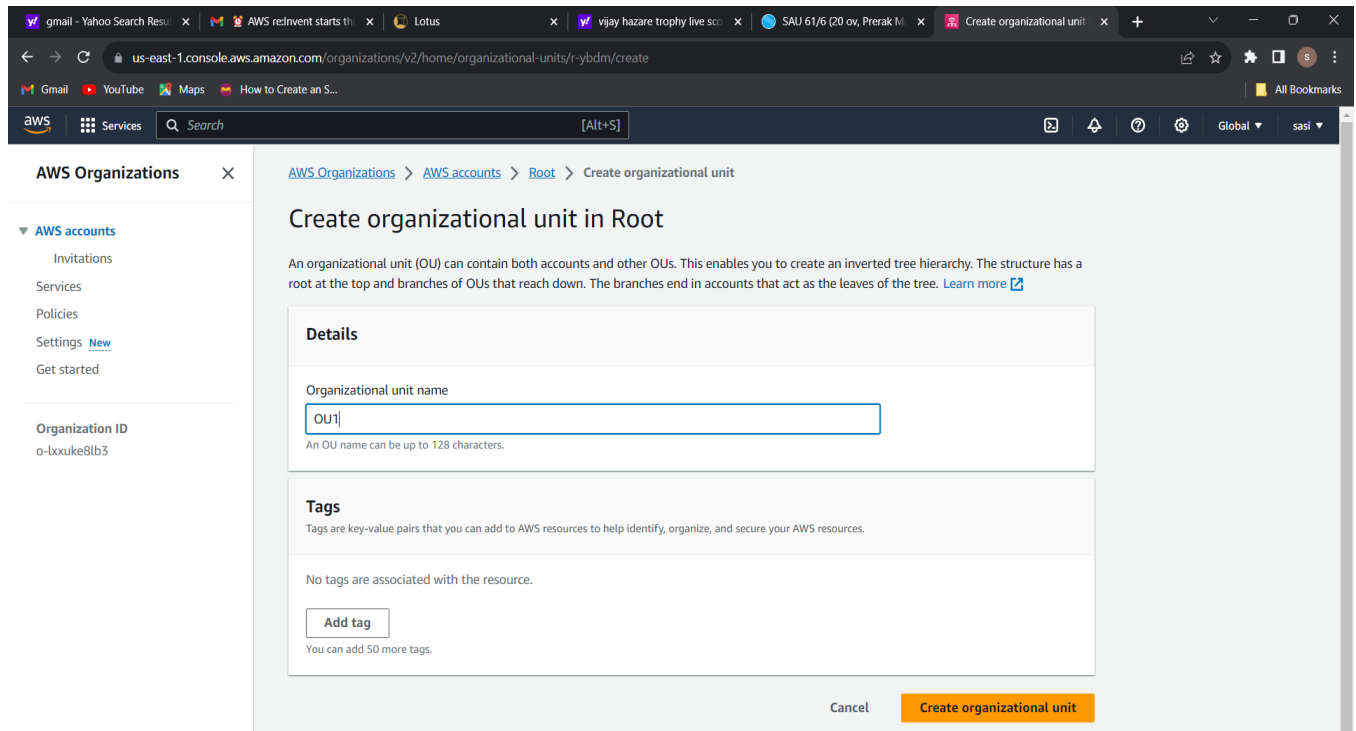 gmail - Yahoo Search Resul
AWS re:Invent starts thi
Lotus
vijay hazare trophy live sco
SAU 61/6 (20 ov, Prerak M
Create organizational unit
us-east-1.console.aws.amazon.com/organizations/v2/home/organizational-units/r-ybdm/create
S
Gmail
YouTube
Maps
How to Create an S...
All Bookmarks
aws
Services
Search
[Alt+S]
Global
sasi
AWS Organizations
AWS accounts
Invitations
Services
Policies
Settings New
Get started
Organization ID
o-lxxuke8lb3
AWS Organizations > AWS accounts > Root > Create organizational unit
Create organizational unit in Root
An organizational unit (OU) can contain both accounts and other OUs. This enables you to create an inverted tree hierarchy. The structure has a
root at the top and branches of OUs that reach down. The branches end in accounts that act as the leaves of the tree. Learn more
Details
Organizational unit name
OU1
An OU name can be up to 128 characters.
Tags
Tags are key-value pairs that you can add to AWS resources to help identify, organize, and secure your AWS resources.
No tags are associated with the resource.
Add tag
You can add 50 more tags.
Cancel
Create organizational unit